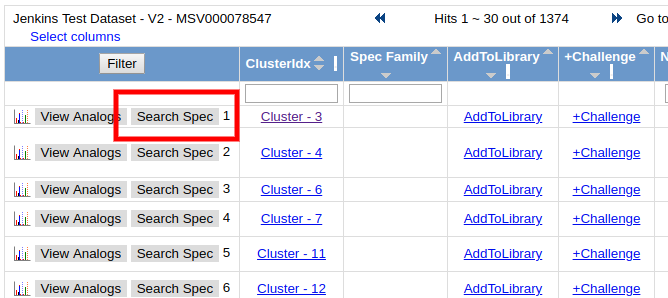 Jenkins Test Dataset - V2 - MSV000078547 Hits 1 ~ 30 out of 1374 Go to
Select columns
Filter ClusterIdx Spec Family AddToLibrary +Challenge N
View Analogs Search Spec 1 Cluster - 3 AddToLibrary +Challenge
View Analogs Search Spec 2 Cluster - 4 AddToLibrary +Challenge
View Analogs Search Spec 3 Cluster - 6 AddToLibrary +Challenge
View Analogs Search Spec 4 Cluster - 7 AddToLibrary +Challenge
View Analogs Search Spec 5 Cluster - 11 AddToLibrary +Challenge
View Analogs Search Spec 6 Cluster - 12 AddToLibrary +Challenge